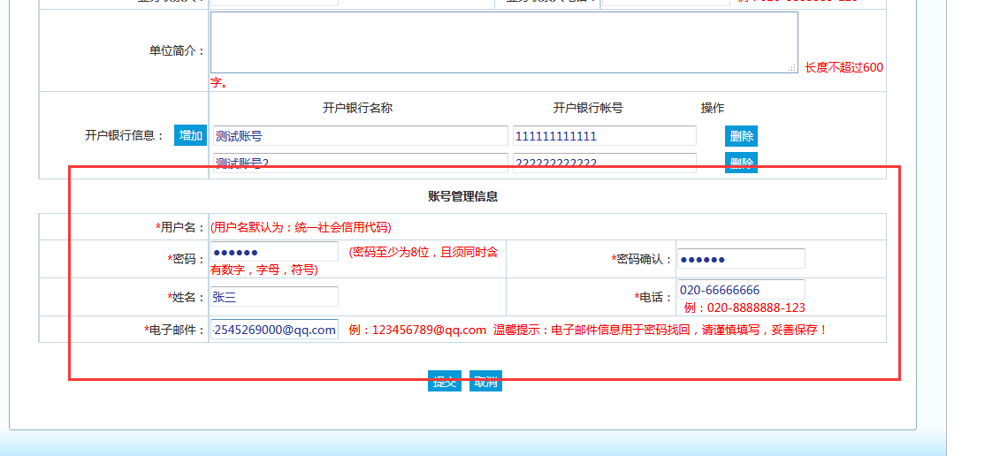 单位简介：
长度不超过600
字。
开户银行名称 开户银行帐号 操作
开户银行信息： 增加 测试账号 111111111111 删除
测试账号2 222222222222 删除
账号管理信息
*用户名： (用户名默认为：统一社会信用代码)
*密码： ●●●●●● (密码至少为8位，且须同时含
有数字，字母，符号)
*密码确认： ●●●●●●
*姓名： 张三
*电话： 020-66666666
例：020-8888888-123
*电子邮件： 2545269000@qq.com 例：123456789@qq.com 温馨提示：电子邮件信息用于密码找回，请谨慎填写，妥善保存！
提交 取消